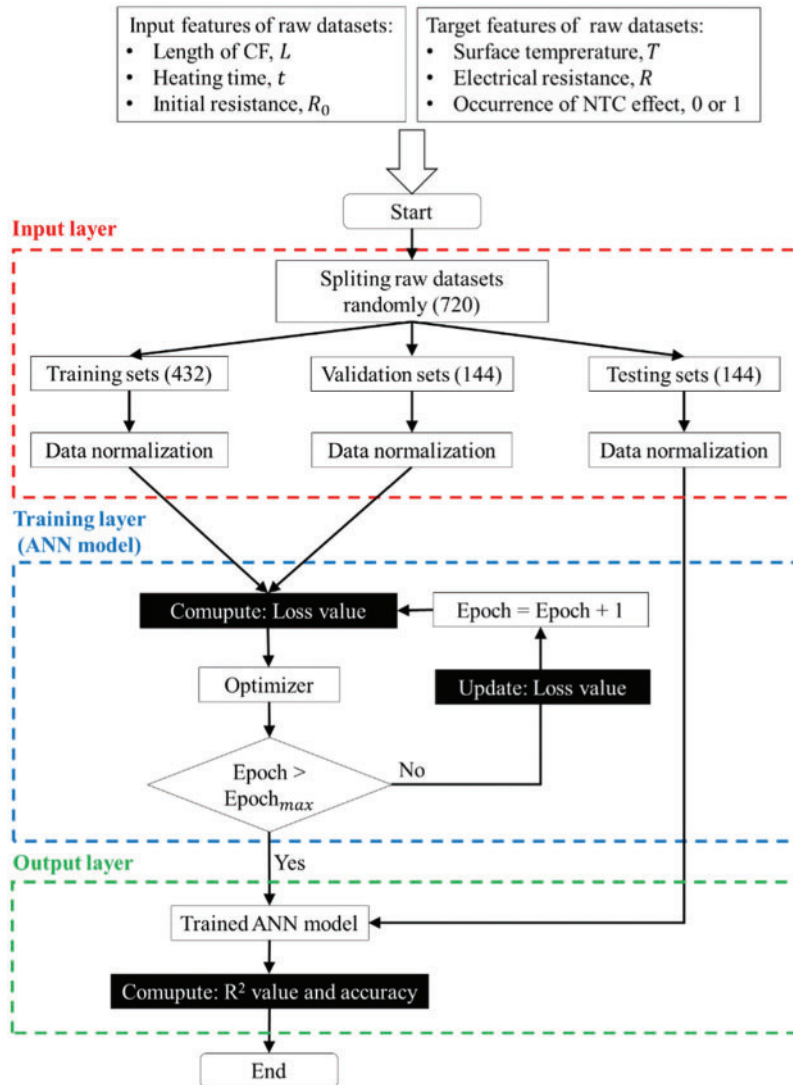 Input features of raw datasets:
• Length of CF, L
• Heating time, t
• Initial resistance, R₀
Target features of raw datasets:
• Surface temprerature, T
• Electrical resistance, R
• Occurrence of NTC effect, 0 or 1
Start
Input layer
Spliting raw datasets
randomly (720)
Training sets (432)
Validation sets (144)
Testing sets (144)
Data normalization
Data normalization
Data normalization
Training layer
(ANN model)
Comupute: Loss value
Epoch = Epoch + 1
Optimizer
Update: Loss value
Epoch >
Epochₘₐₓ
No
Yes
Output layer
Trained ANN model
Comupute: R² value and accuracy
End